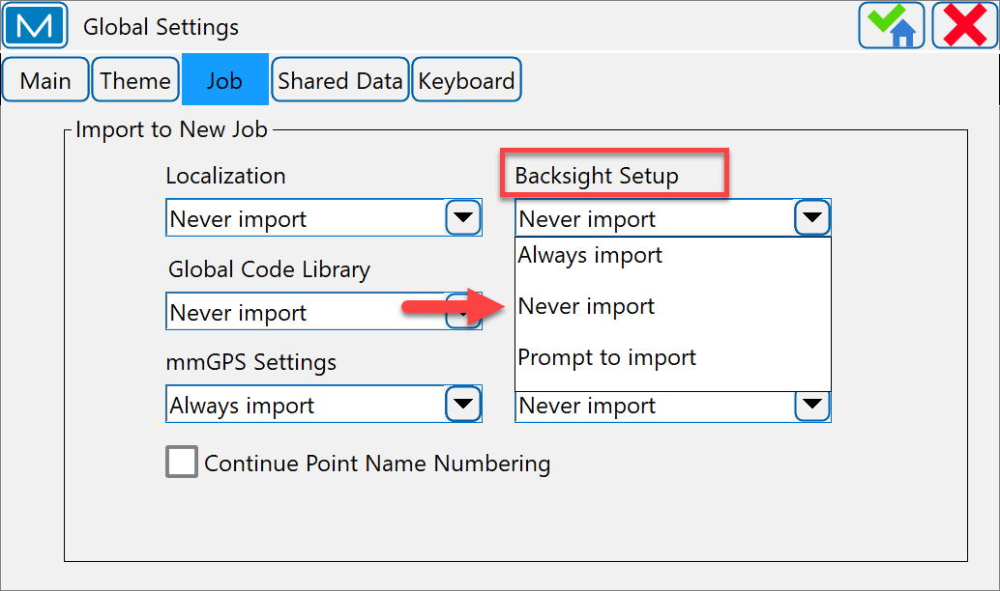 Global Settings
Main Theme Job Shared Data Keyboard
Import to New Job
Localization
Never import
Backsight Setup
Never import
Always import
Never import
Prompt to import
Global Code Library
Never import
mmGPS Settings
Always import
Never import
Continue Point Name Numbering